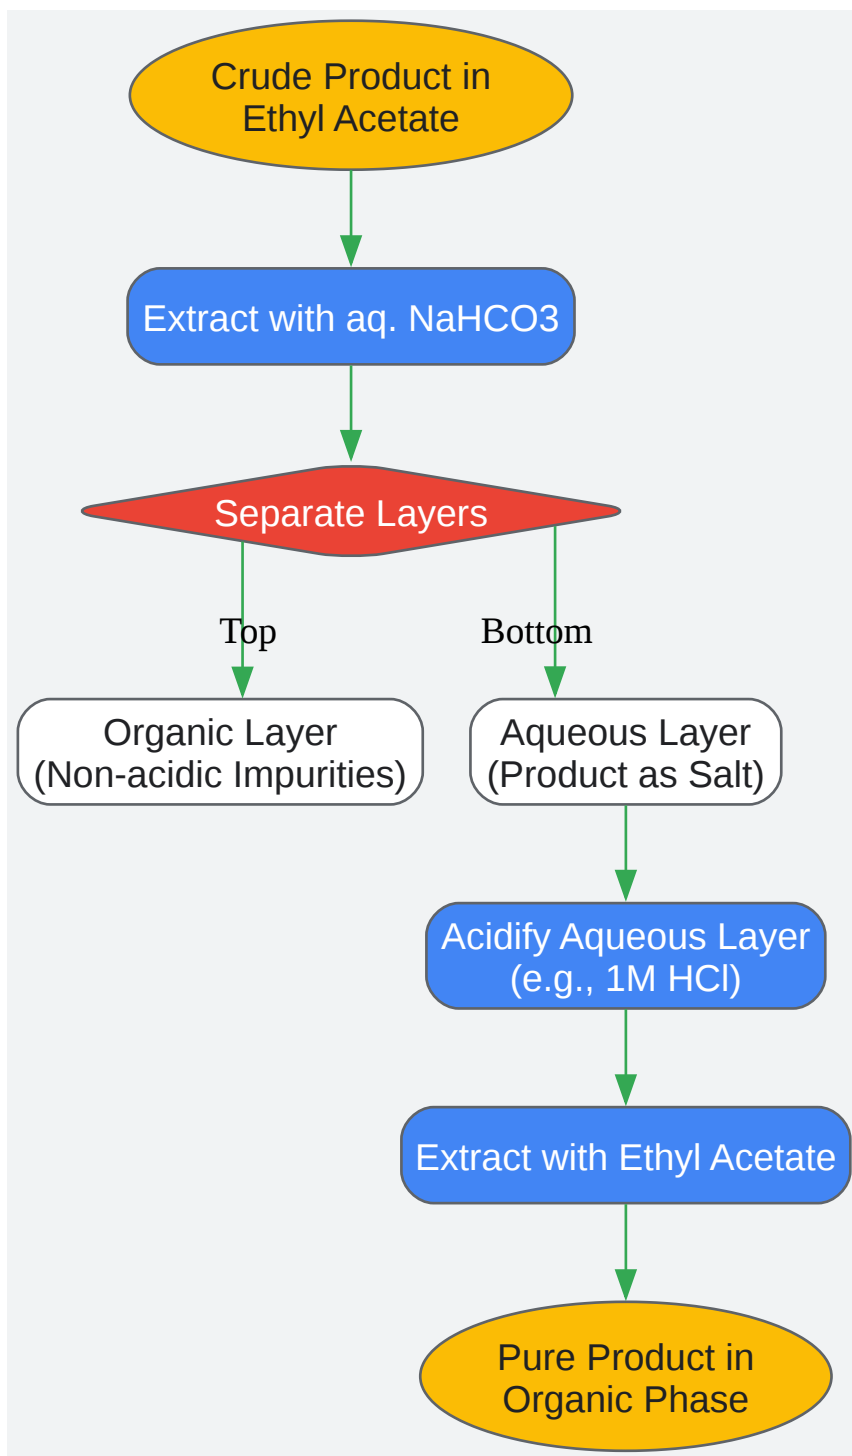 Crude Product in
Ethyl Acetate
Extract with aq. NaHCO3
Separate Layers
Top
Bottom
Organic Layer
(Non-acidic Impurities)
Aqueous Layer
(Product as Salt)
Acidify Aqueous Layer
(e.g., 1M HCl)
Extract with Ethyl Acetate
Pure Product in
Organic Phase